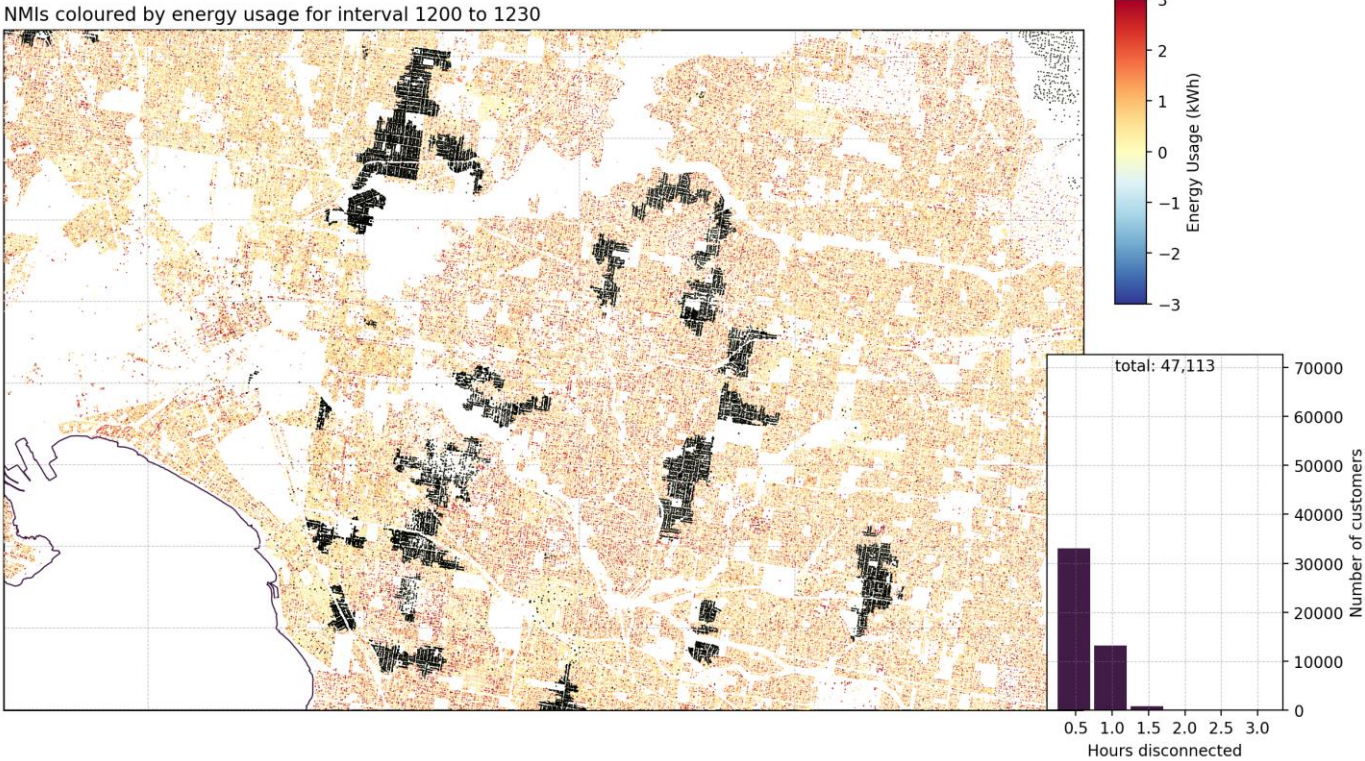 NMIs coloured by energy usage for interval 1200 to 1230
3
2
1
0
−1
−2
−3
Energy Usage (kWh)
total: 47,113
70000
60000
50000
40000
30000
20000
10000
0
Number of customers
0.5 1.0 1.5 2.0 2.5 3.0
Hours disconnected